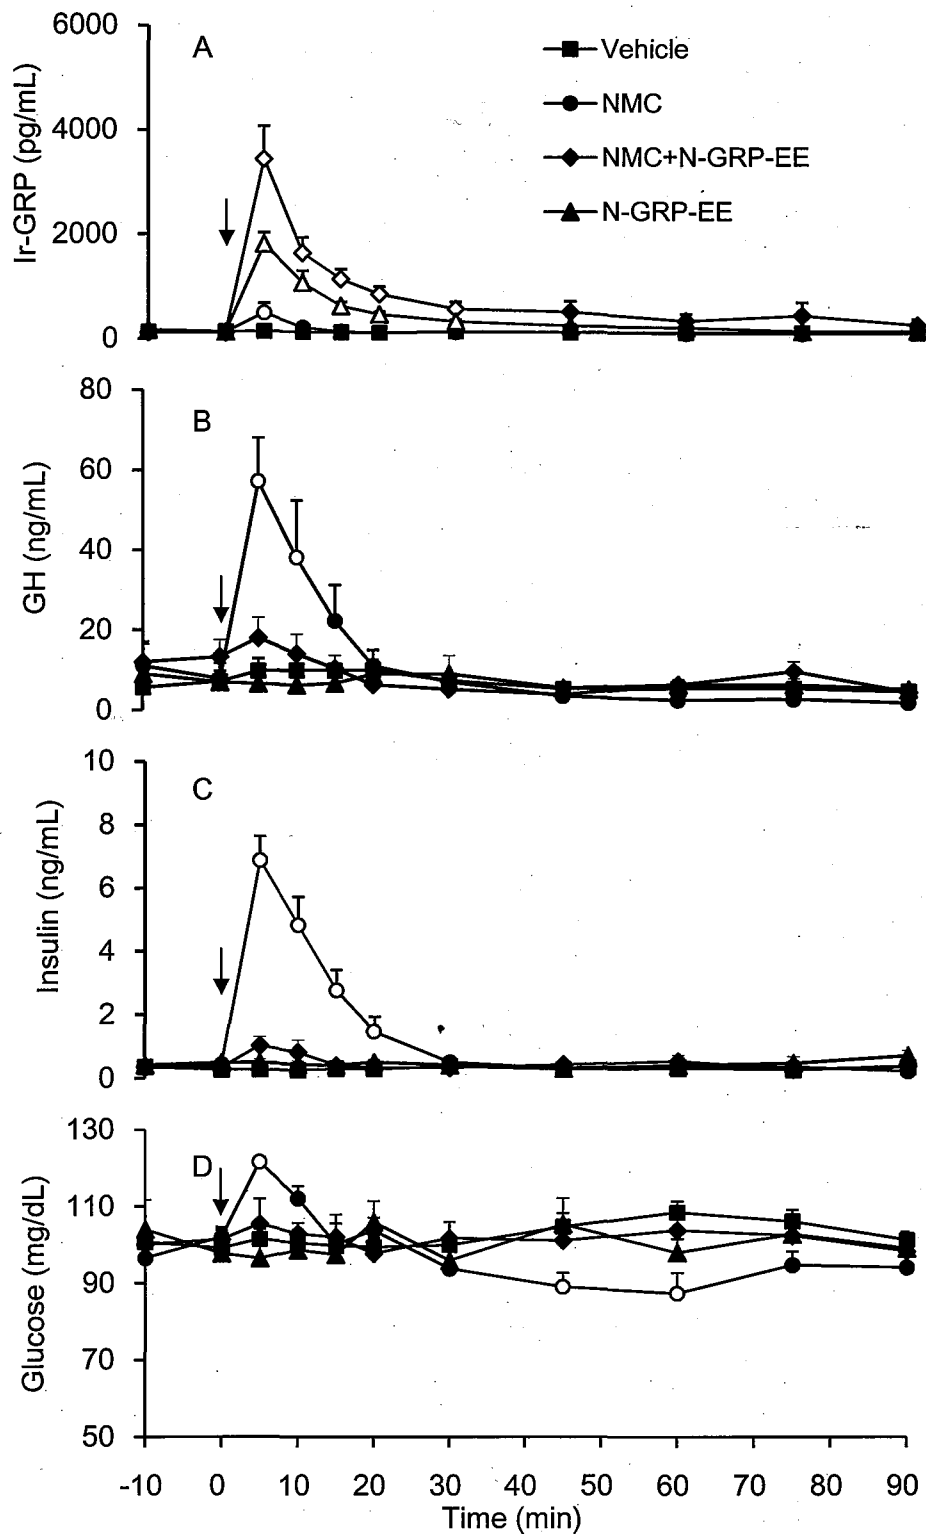 6000
4000
2000
0
Ir-GRP (pg/mL)
A
Vehicle
NMC
NMC+N-GRP-EE
N-GRP-EE
80
60
40
20
0
GH (ng/mL)
B
10
8
6
4
2
0
Insulin (ng/mL)
C
130
110
90
70
50
Glucose (mg/dL)
D
-10 0 10 20 30 40 50 60 70 80 90
Time (min)